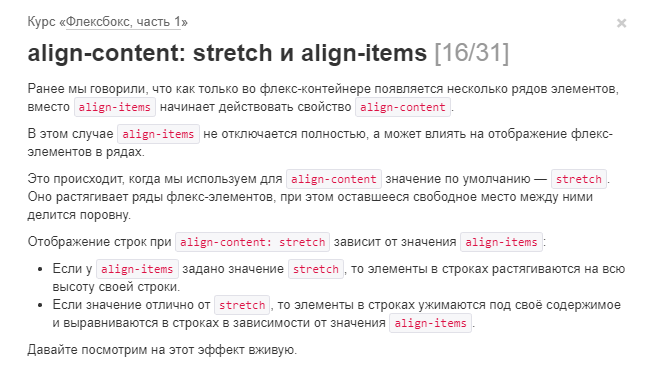 Курс «Флексбокс, часть 1»
×
align-content: stretch и align-items [16/31]
Ранее мы говорили, что как только во флекс-контейнере появляется несколько рядов элементов,
вместо align-items начинает действовать свойство align-content.
В этом случае align-items не отключается полностью, а может влиять на отображение флекс-
элементов в рядах.
Это происходит, когда мы используем для align-content значение по умолчанию — stretch.
Оно растягивает ряды флекс-элементов, при этом оставшееся свободное место между ними
делится поровну.
Отображение строк при align-content: stretch зависит от значения align-items:
• Если у align-items задано значение stretch, то элементы в строках растягиваются на всю
высоту своей строки.
• Если значение отлично от stretch, то элементы в строках ужимаются под своё содержимое
и выравниваются в строках в зависимости от значения align-items.
Давайте посмотрим на этот эффект вживую.